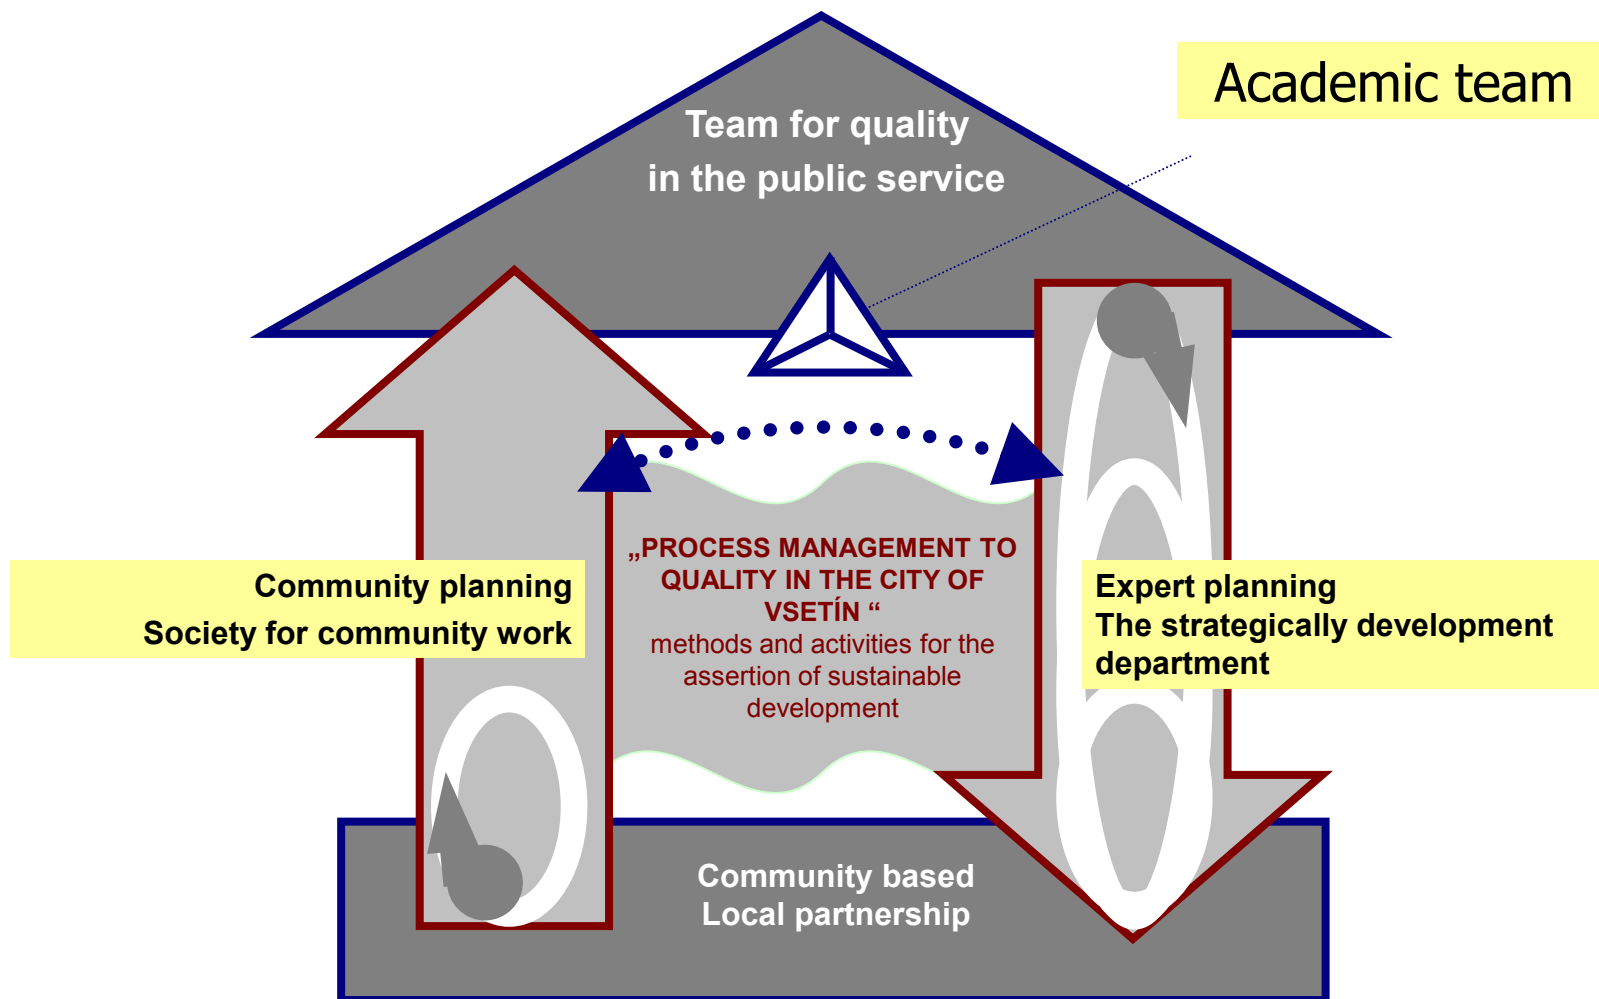 Academic team
Team for quality
in the public service
„PROCESS MANAGEMENT TO
QUALITY IN THE CITY OF
VSETÍN “
methods and activities for the
assertion of sustainable
development
Community planning
Society for community work
Expert planning
The strategically development
department
Community based
Local partnership